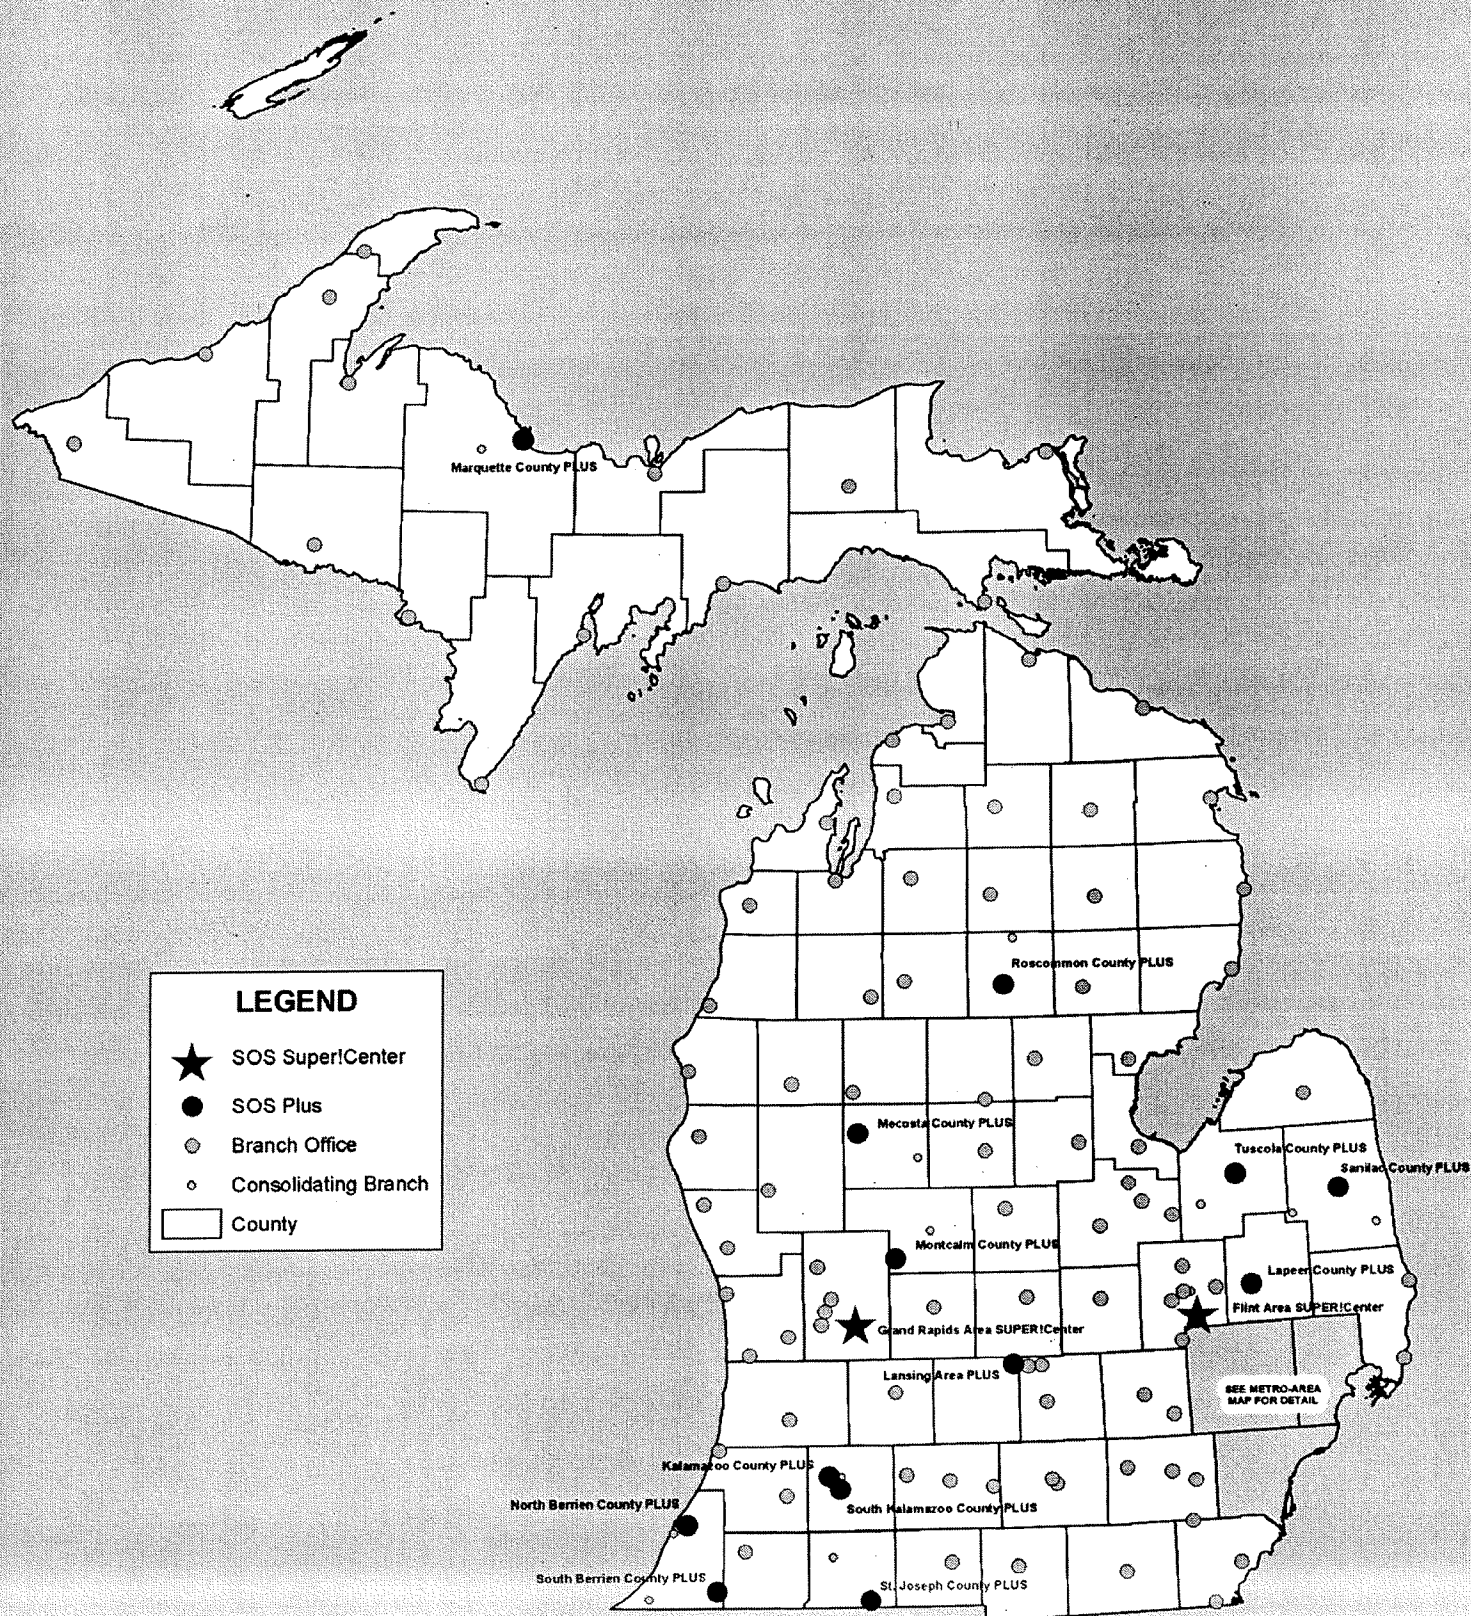 Marquette County PLUS
Roscommon County PLUS
LEGEND
SOS Super!Center
SOS Plus
Branch Office
Consolidating Branch
County
Mecosta County PLUS
Tuscola County PLUS
Sanilac County PLUS
Montcalm County PLUS
Lapeer County PLUS
Flint Area SUPER!Center
Grand Rapids Area SUPER!Center
Lansing Area PLUS
SEE METRO-AREA
MAP FOR DETAIL
Kalamazoo County PLUS
North Berrien County PLUS
South Kalamazoo County PLUS
South Berrien County PLUS
St. Joseph County PLUS